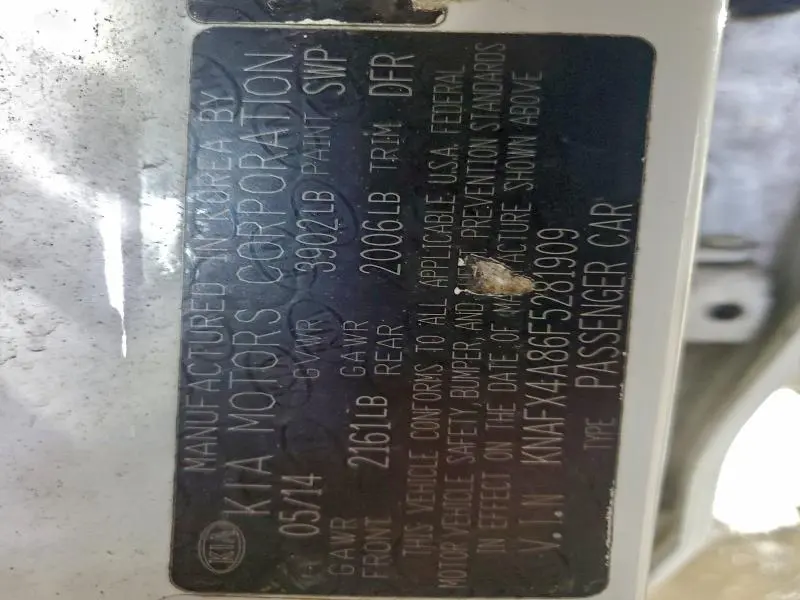 MANUFACTURED IN KOREA BY
KIA KIA MOTORS CORPORATION
05/14 GVWR 3902LB PAINT SWP
GAWR FRONT 2161LB GAWR REAR 2006LB TRIM DFR
THIS VEHICLE CONFORMS TO ALL APPLICABLE U.S.A. FEDERAL
MOTOR VEHICLE SAFETY, BUMPER, AND PREVENTION STANDARDS
IN EFFECT ON THE DATE OF MANUFACTURE SHOWN ABOVE
V.I.N KNAFX4A86F5281909
TYPE PASSENGER CAR